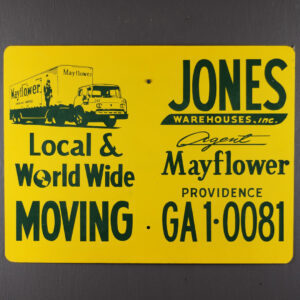 Mayflower
Mayflower
Local &
World Wide
MOVING
JONES
WAREHOUSES, Inc.
Agent
Mayflower
PROVIDENCE
GA 1-0081